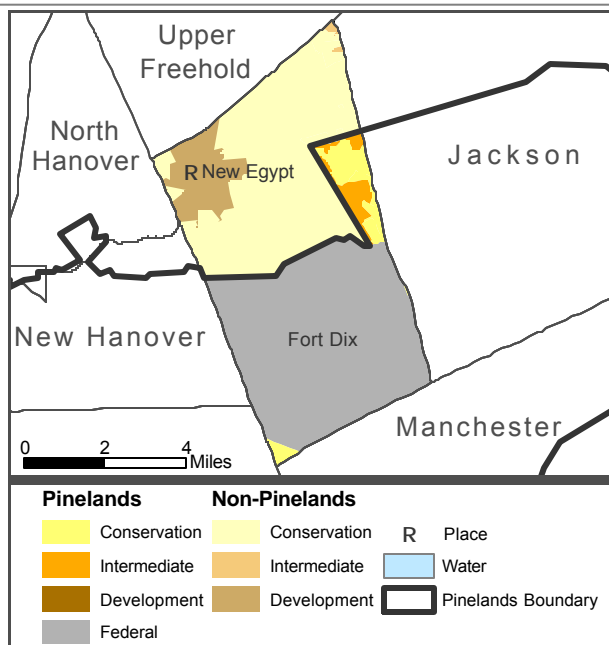 Upper
Freehold
North
Hanover
Jackson
R New Egypt
New Hanover
Fort Dix
Manchester
0 2 4
Miles
Pinelands Non-Pinelands
Conservation Conservation R Place
Intermediate Intermediate Water
Development Development Pinelands Boundary
Federal